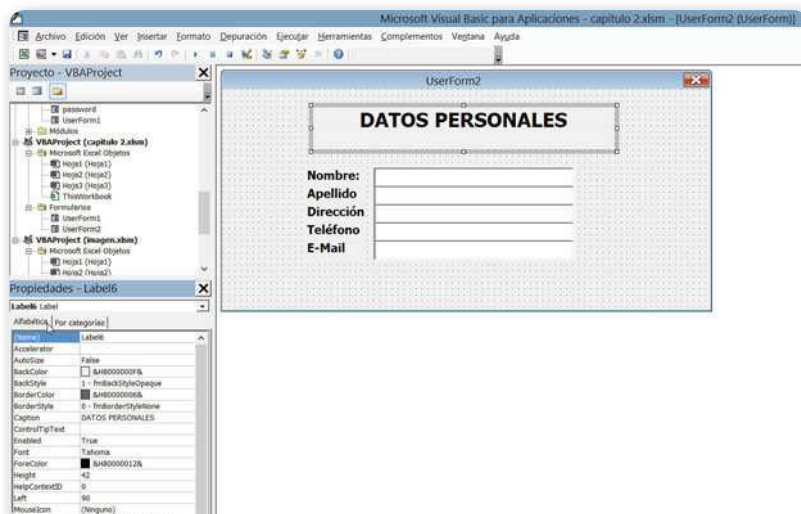 Microsoft Visual Basic para Aplicaciones - capitulo 2.xlsm - [UserForm2 (UserForm)]
Archivo Edición Ver Insertar Formato Depuración Ejecutar Herramientas Complementos Ventana Ayuda
Proyecto - VBAProject
password
UserForm1
Módulos
VBAProject (capitulo 2.xlsm)
Microsoft Excel Objetos
Hoja1 (Hoja1)
Hoja2 (Hoja2)
Hoja3 (Hoja3)
ThisWorkbook
Formularios
UserForm1
UserForm2
VBAProject (imagen.xlsm)
Microsoft Excel Objetos
Hoja1 (Hoja1)
Hoja2 (Hoja2)
Propiedades - Label6
Label6 Label
Alfabética Por categorías
(Name) Label6
Accelerator
AutoSize False
BackColor &H8000000F&
BackStyle 1 - fmBackStyleOpaque
BorderColor &H80000006&
BorderStyle 0 - fmBorderStyleNone
Caption DATOS PERSONALES
ControlTipText
Enabled True
Font Tahoma
ForeColor &H80000012&
Height 42
HelpContextID 0
Left 90
MouseIcon (Ninguno)
UserForm2
DATOS PERSONALES
Nombre:
Apellido
Dirección
Teléfono
E-Mail